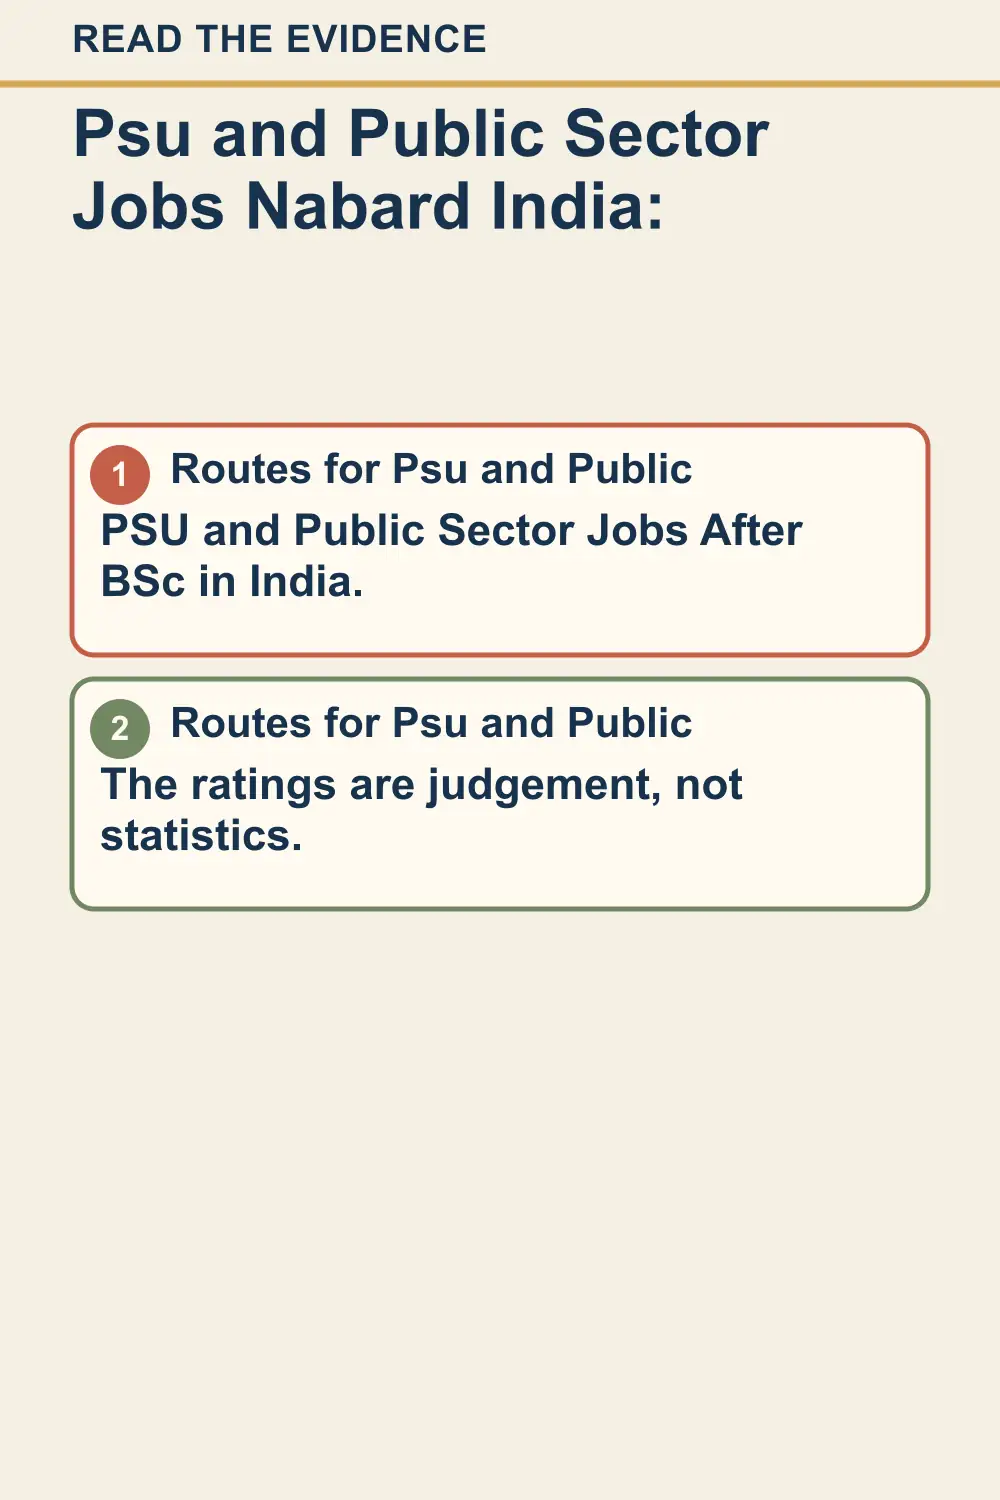 READ THE EVIDENCE
Psu and Public Sector
Jobs Nabard India:
1 Routes for Psu and Public
PSU and Public Sector Jobs After
BSc in India.
2 Routes for Psu and Public
The ratings are judgement, not
statistics.